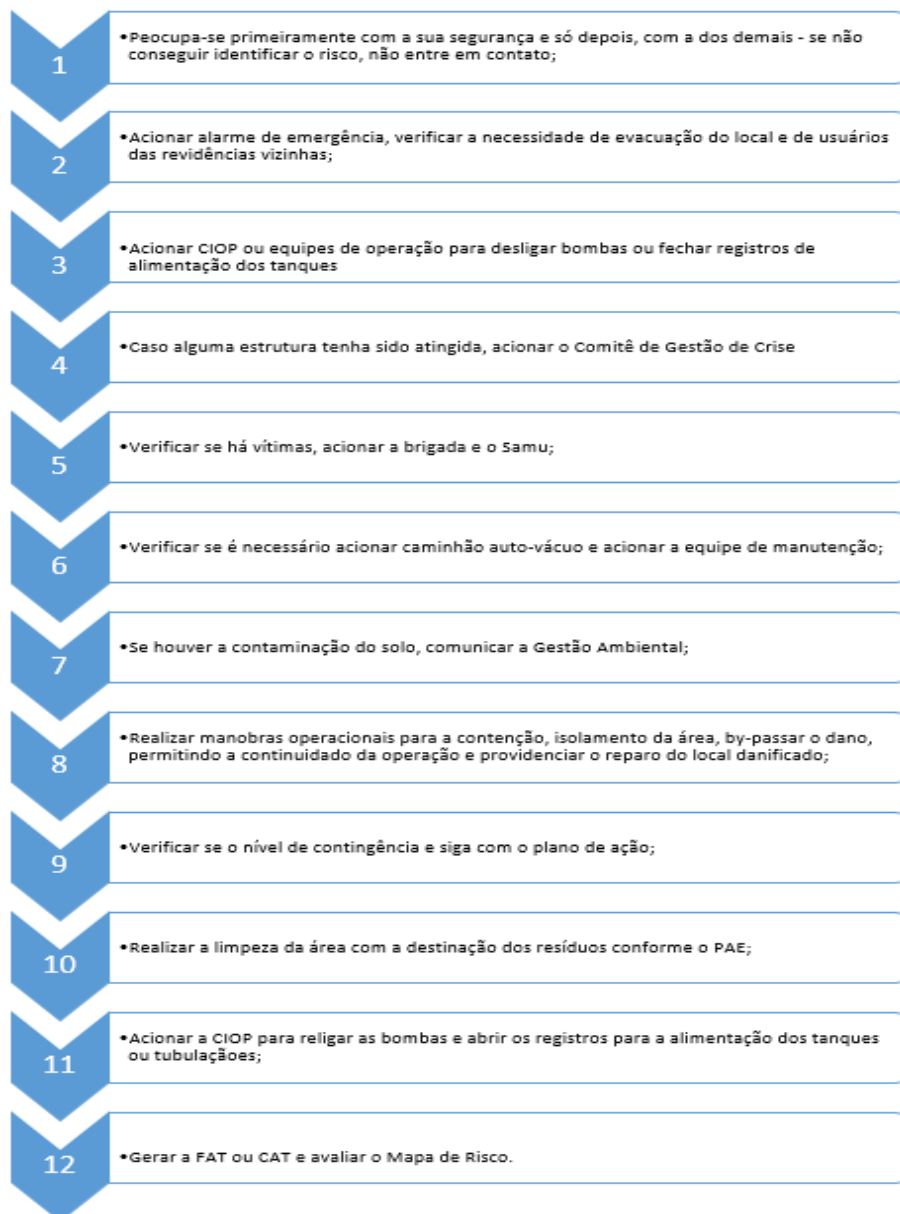 1
•Peocupa-se primeiramente com a sua segurança e só depois, com a dos demais - se não
conseguir identificar o risco, não entre em contato;
2
•Acionar alarme de emergência, verificar a necessidade de evacuação do local e de usuários
das revidências vizinhas;
3
•Acionar CIOP ou equipes de operação para desligar bombas ou fechar registros de
alimentação dos tanques
4
•Caso alguma estrutura tenha sido atingida, acionar o Comitê de Gestão de Crise
5
•Verificar se há vítimas, acionar a brigada e o Samu;
6
•Verificar se é necessário acionar caminhão auto-vácuo e acionar a equipe de manutenção;
7
•Se houver a contaminação do solo, comunicar a Gestão Ambiental;
8
•Realizar manobras operacionais para a contenção, isolamento da área, by-passar o dano,
permitindo a continuidado da operação e providenciar o reparo do local danificado;
9
•Verificar se o nível de contingência e siga com o plano de ação;
10
•Realizar a limpeza da área com a destinação dos resíduos conforme o PAE;
11
•Acionar a CIOP para religar as bombas e abrir os registros para a alimentação dos tanques
ou tubulaçãoes;
12
•Gerar a FAT ou CAT e avaliar o Mapa de Risco.